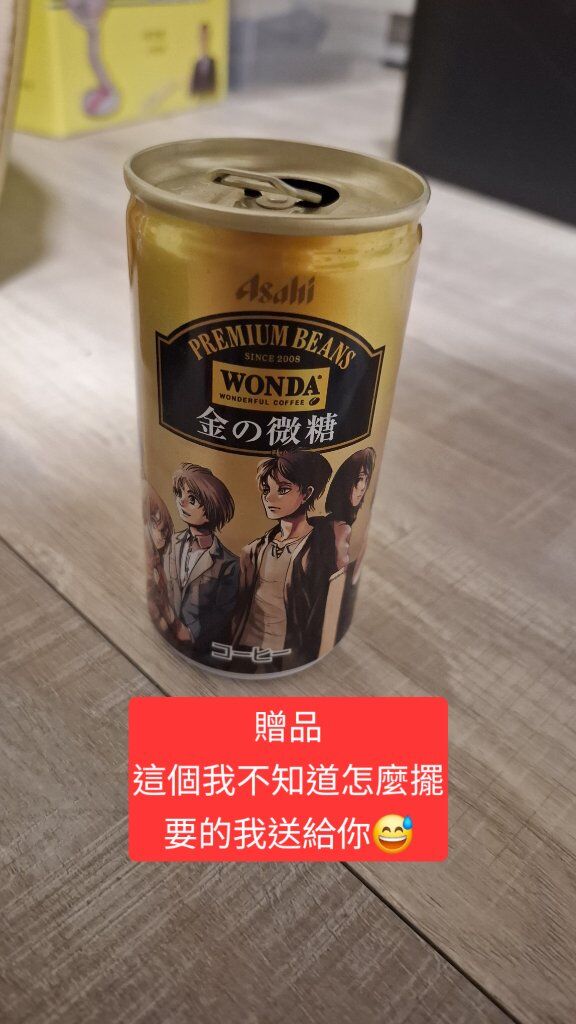 Asahi
PREMIUM BEANS
SINCE 2008
WONDA
WONDERFUL COFFEE
金の微糖
コーヒー
贈品
這個我不知道怎麼擺
要的我送給你😅